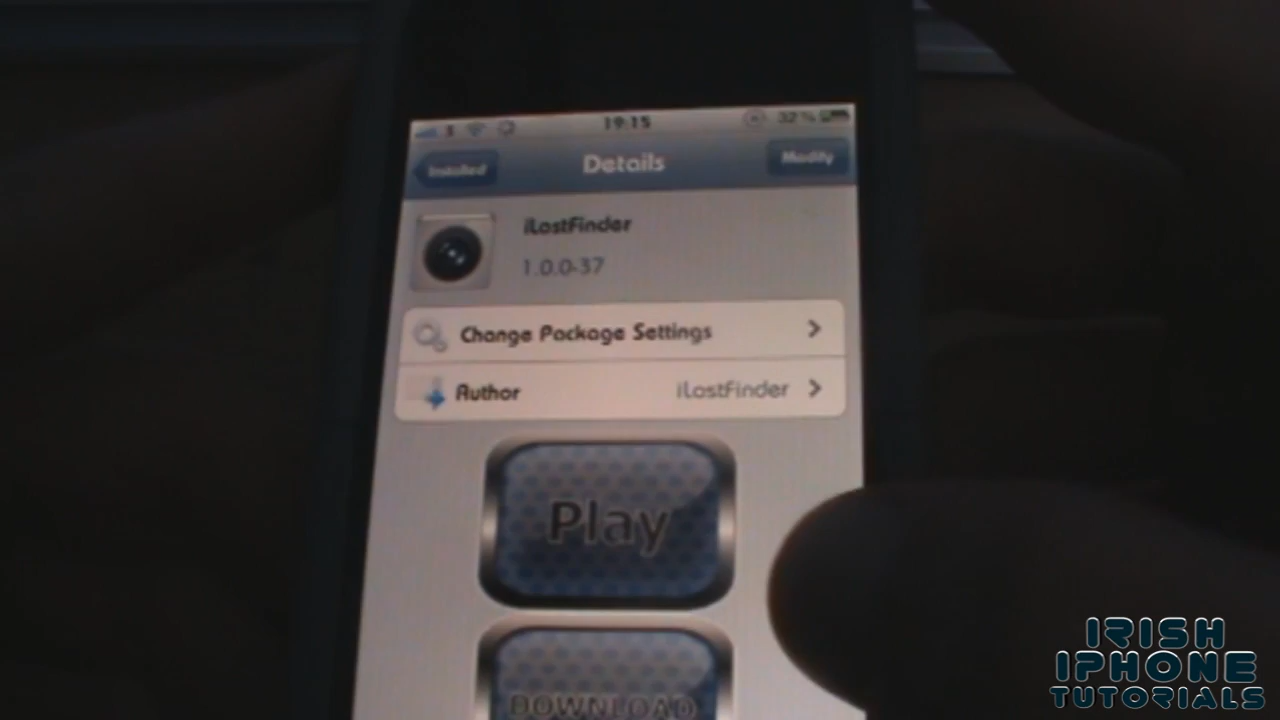 19:15 32%
Installed Details Modify
iLostFinder
1.0.0-37
Change Package Settings
Author iLostFinder
Play
DOWNLOAD
IRISH
IPHONE
TUTORIALS